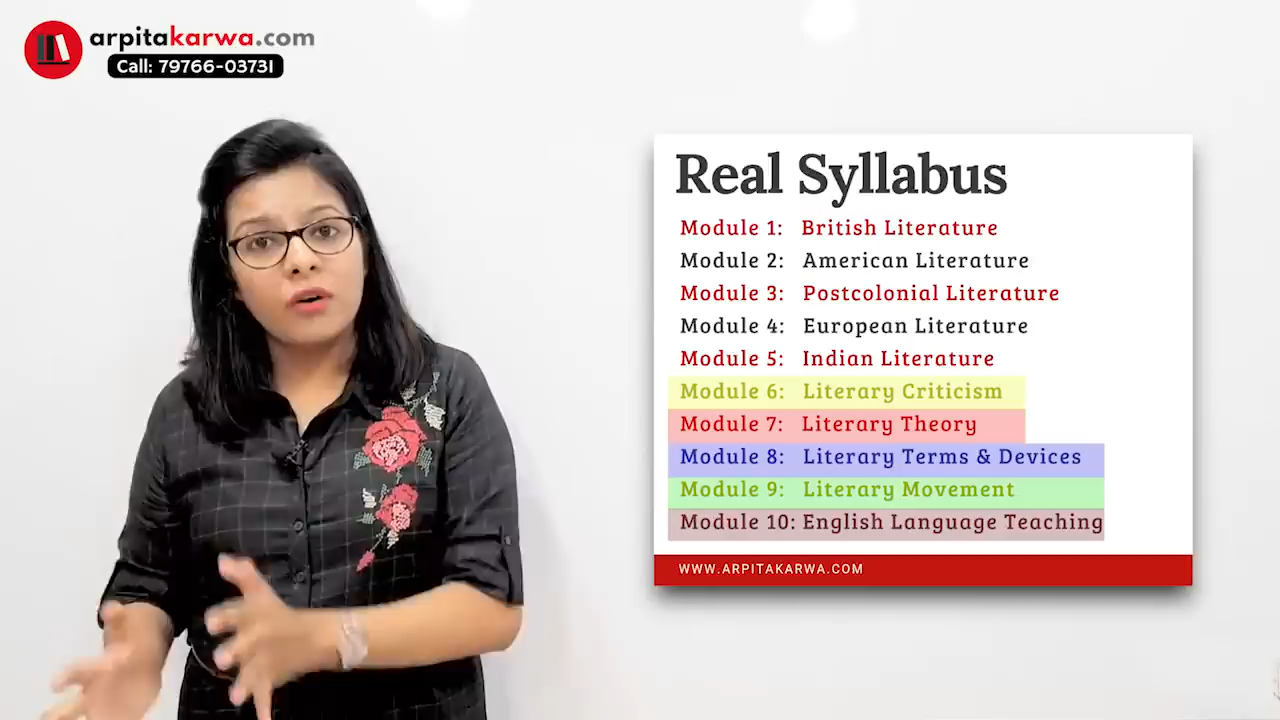 arpitakarwa.com
Call: 79766-03731
Real Syllabus
Module 1: British Literature
Module 2: American Literature
Module 3: Postcolonial Literature
Module 4: European Literature
Module 5: Indian Literature
Module 6: Literary Criticism
Module 7: Literary Theory
Module 8: Literary Terms & Devices
Module 9: Literary Movement
Module 10: English Language Teaching
WWW.ARPITAKARWA.COM